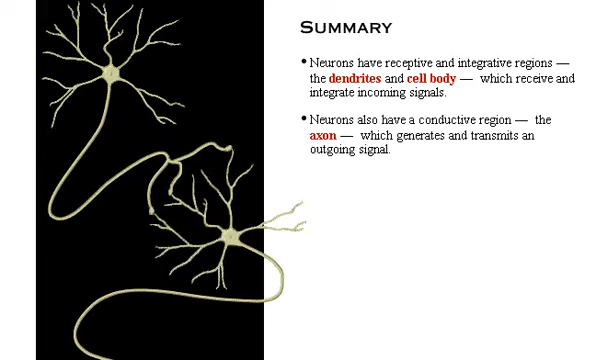 Summary
• Neurons have receptive and integrative regions —
the dendrites and cell body — which receive and
integrate incoming signals.
• Neurons also have a conductive region — the
axon — which generates and transmits an
outgoing signal.